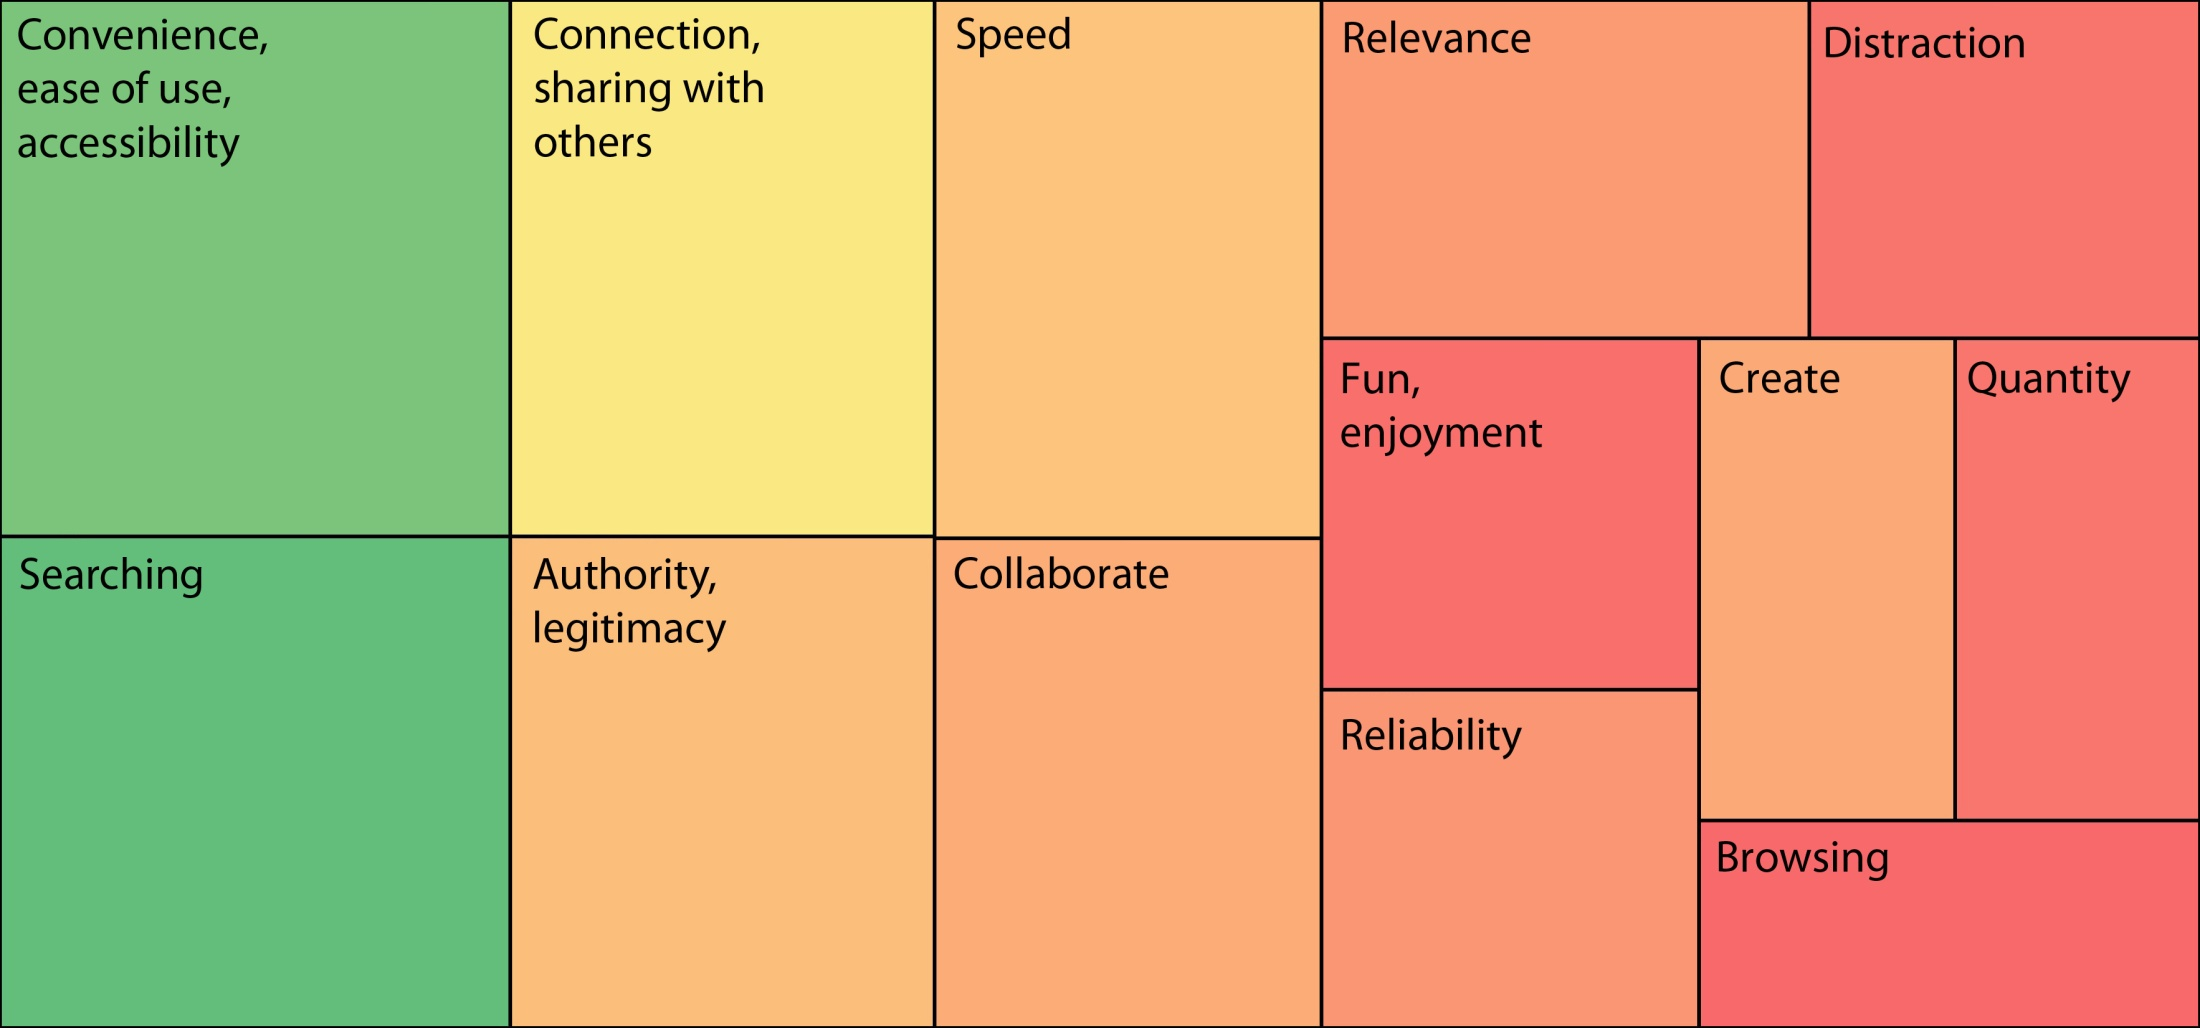 Convenience,
ease of use,
accessibility
Connection,
sharing with
others
Speed
Relevance
Distraction
Fun,
enjoyment
Create
Quantity
Searching
Authority,
legitimacy
Collaborate
Reliability
Browsing